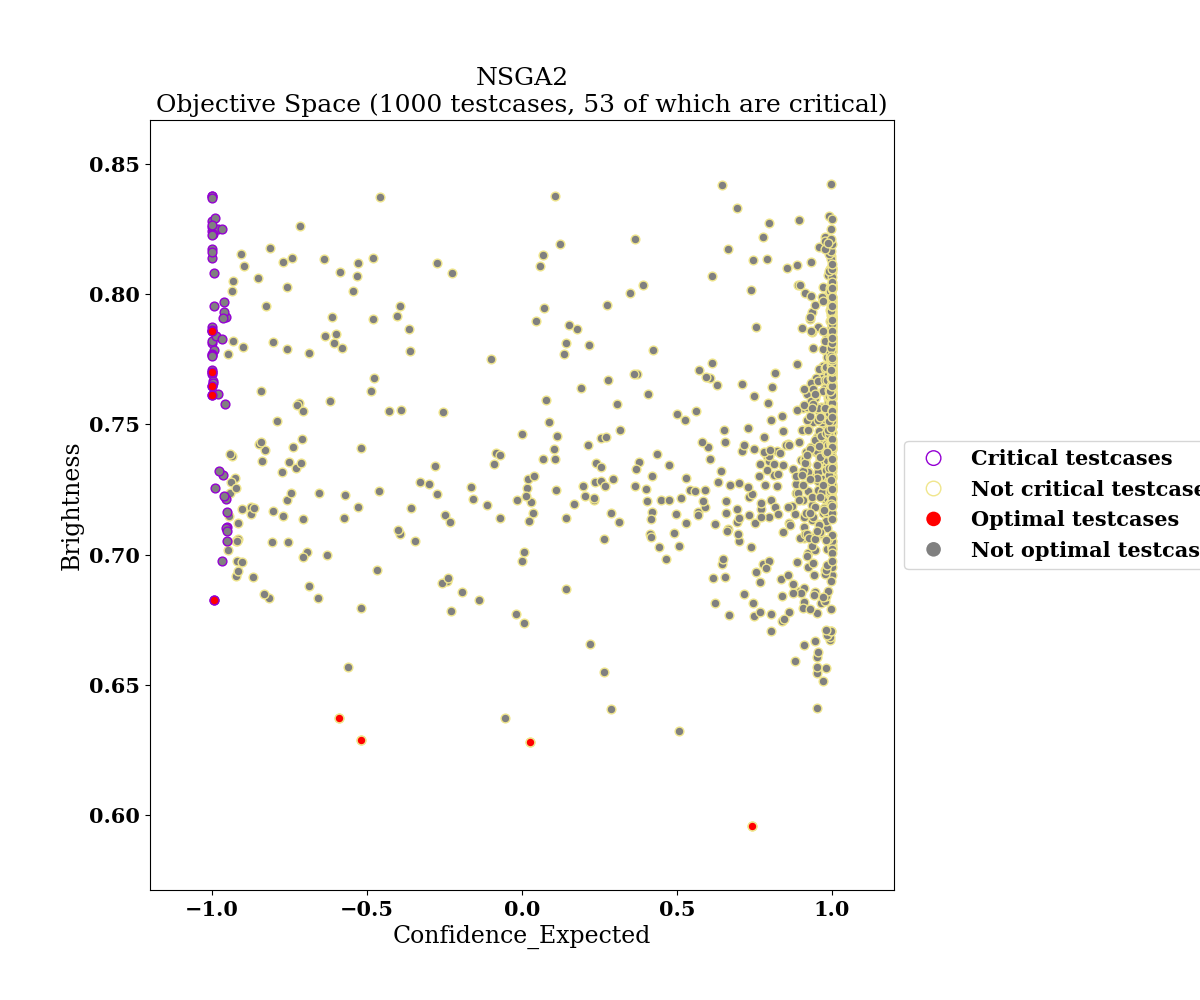 NSGA2
Objective Space (1000 testcases, 53 of which are critical)
0.85
0.80
0.75
0.70
0.65
0.60
Brightness
−1.0
−0.5
0.0
0.5
1.0
Confidence_Expected
Critical testcases
Not critical testcase
Optimal testcases
Not optimal testcas